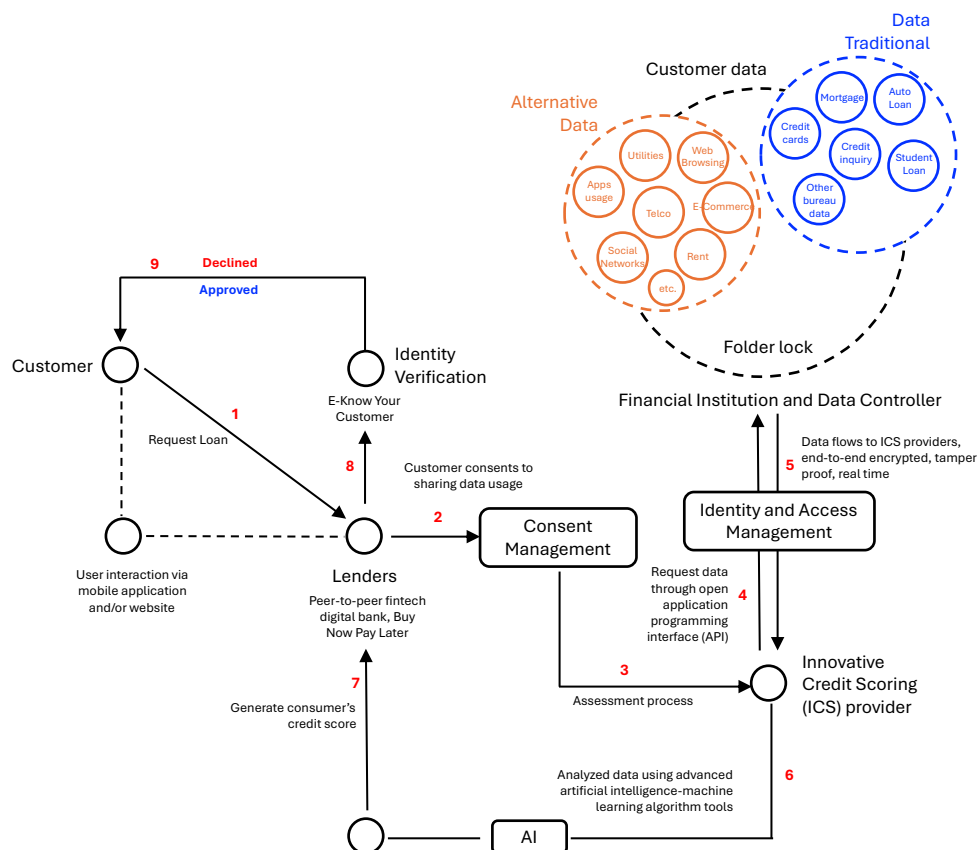 Data
Traditional
Customer data
Mortgage
Auto
Loan
Alternative
Data
Credit
cards
Credit
inquiry
Student
Loan
Utilities
Web
Browsing
Other
bureau
data
Apps
usage
Telco
E-Commerce
Social
Networks
Rent
etc.
9
Declined
Approved
Folder lock
Customer
Identity
Verification
E-Know Your
Customer
Financial Institution and Data Controller
1
Request Loan
8
Customer consents to
sharing data usage
5
Data flows to ICS providers,
end-to-end encrypted, tamper
proof, real time
2
Consent
Management
Identity and Access
Management
User interaction via
mobile application
and/or website
Lenders
Peer-to-peer fintech
digital bank, Buy
Now Pay Later
Request data
through open
application
programming
interface (API)
4
3
Assessment process
Innovative
Credit Scoring
(ICS) provider
7
Generate consumer’s
credit score
Analyzed data using advanced
artificial intelligence-machine
learning algorithm tools
6
AI